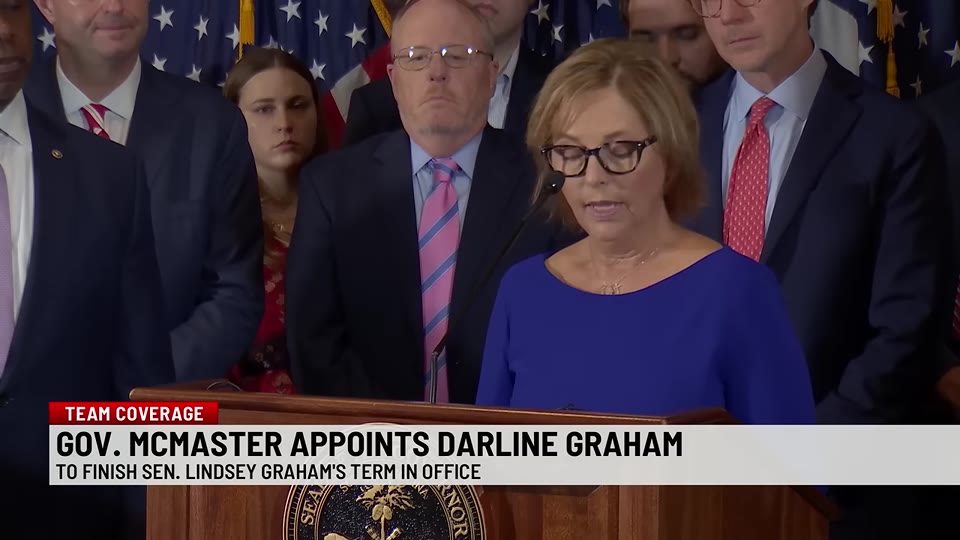 TEAM COVERAGE
GOV. MCMASTER APPOINTS DARLINE GRAHAM
TO FINISH SEN. LINDSEY GRAHAM'S TERM IN OFFICE